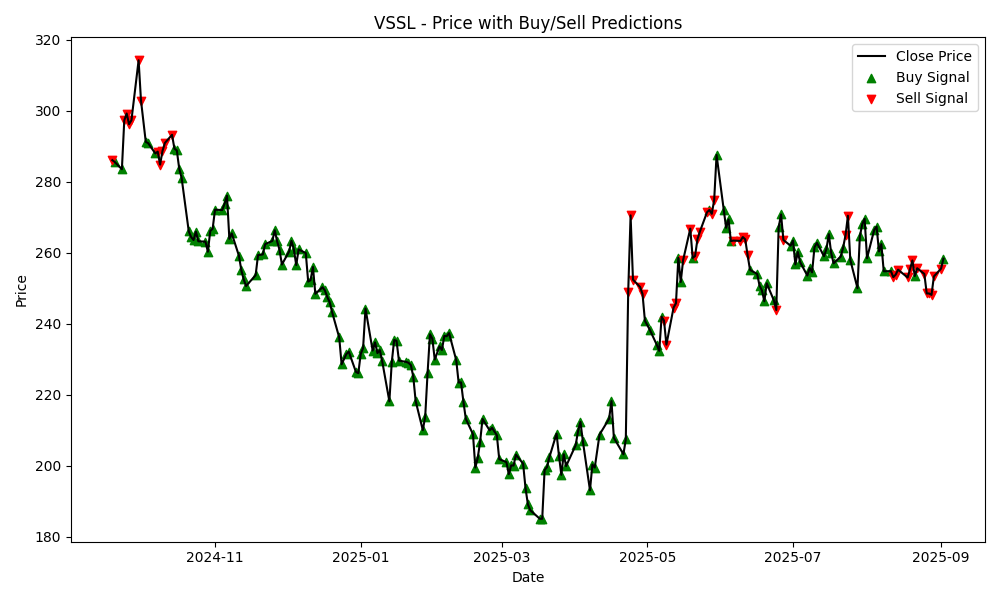 VSSL - Price with Buy/Sell Predictions
Close Price
Buy Signal
Sell Signal
Price
320
300
280
260
240
220
200
180
2024-11
2025-01
2025-03
2025-05
2025-07
2025-09
Date